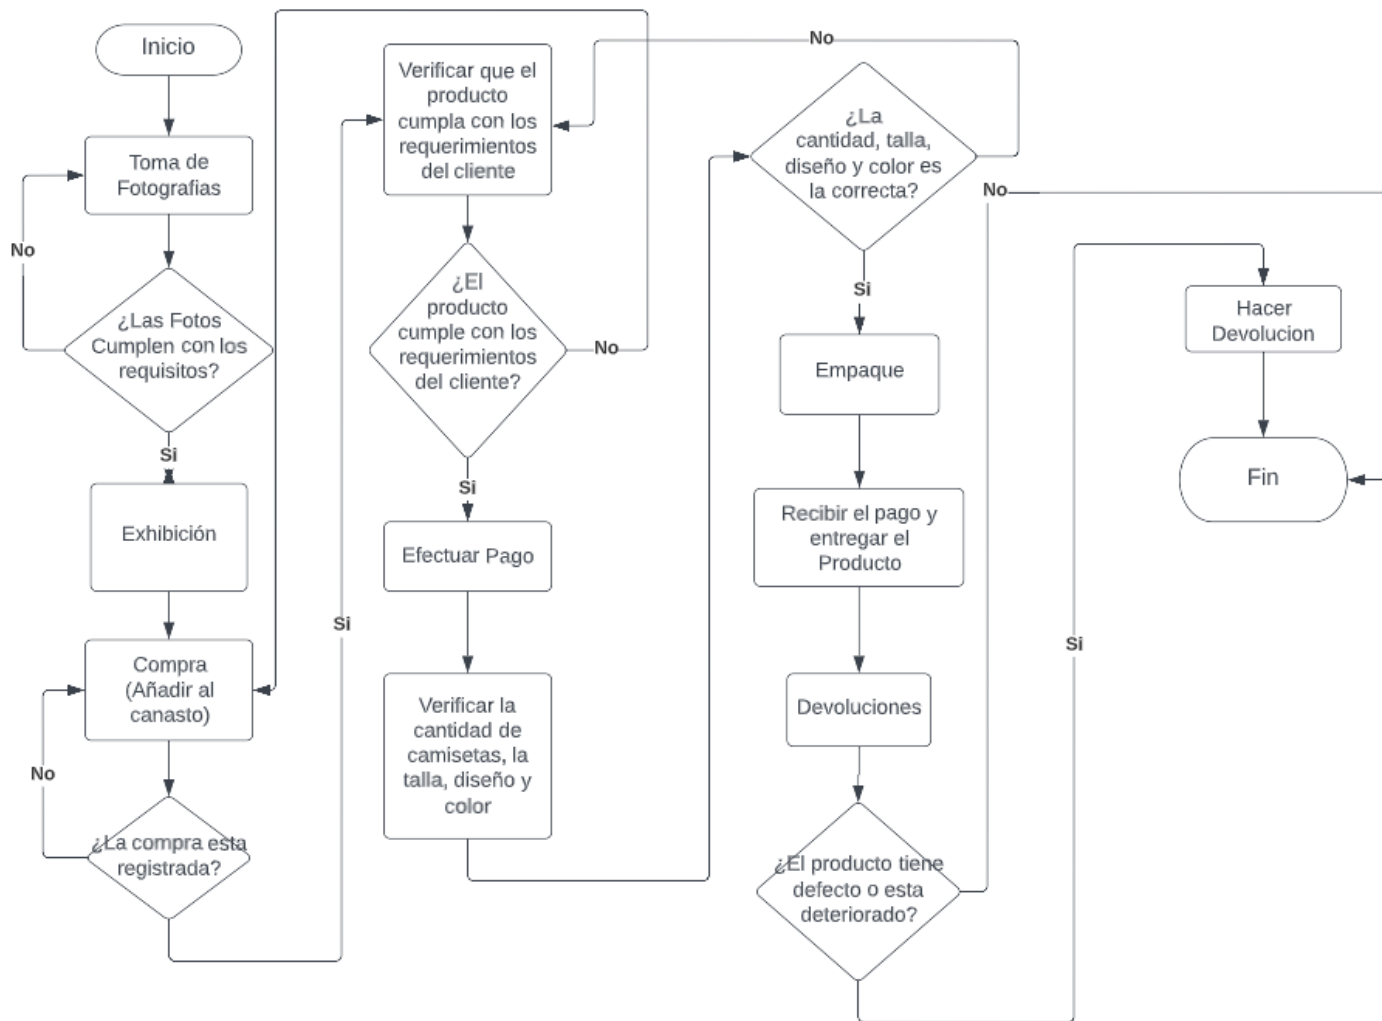 Inicio
Toma de
Fotografias
No
¿Las Fotos
Cumplen con los
requisitos?
Si
Exhibición
Compra
(Añadir al
canasto)
No
¿La compra esta
registrada?
Si
Verificar que el
producto
cumpla con los
requerimientos
del cliente
¿El
producto
cumple con los
requerimientos
del cliente?
No
Si
Efectuar Pago
Verificar la
cantidad de
camisetas, la
talla, diseño y
color
No
¿La
cantidad, talla,
diseño y color es
la correcta?
Si
Empaque
Recibir el pago y
entregar el
Producto
Devoluciones
¿El producto tiene
defecto o esta
deteriorado?
No
Si
Hacer
Devolucion
Fin